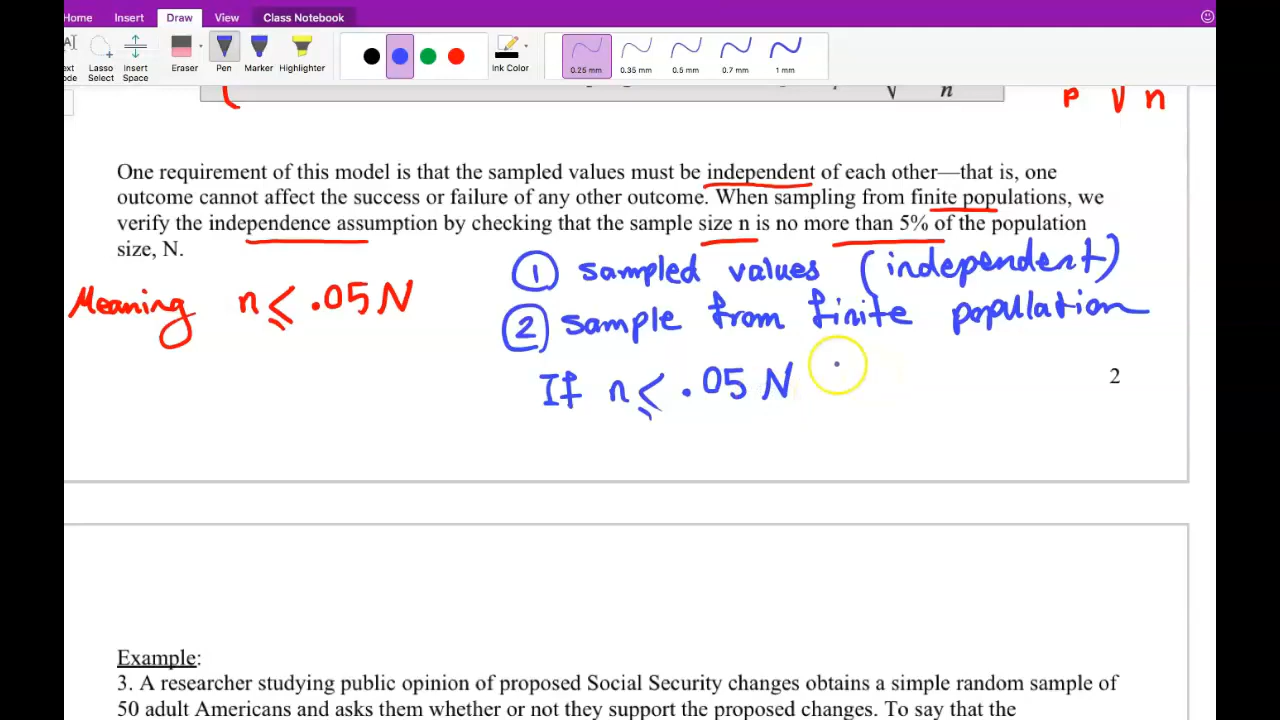 Home Insert Draw View Class Notebook
Eraser Pen Marker Highlighter Lasso Select Insert Space Ink Color 0.25 mm 0.35 mm 0.5 mm 0.7 mm 1 mm
n
p √ n
One requirement of this model is that the sampled values must be independent of each other—that is, one
outcome cannot affect the success or failure of any other outcome. When sampling from finite populations, we
verify the independence assumption by checking that the sample size n is no more than 5% of the population
size, N.
① sampled values (independent)
Meaning n ≤ .05 N
② sample from finite popullation
If n ≤ .05 N
2
Example:
3. A researcher studying public opinion of proposed Social Security changes obtains a simple random sample of
50 adult Americans and asks them whether or not they support the proposed changes. To say that the